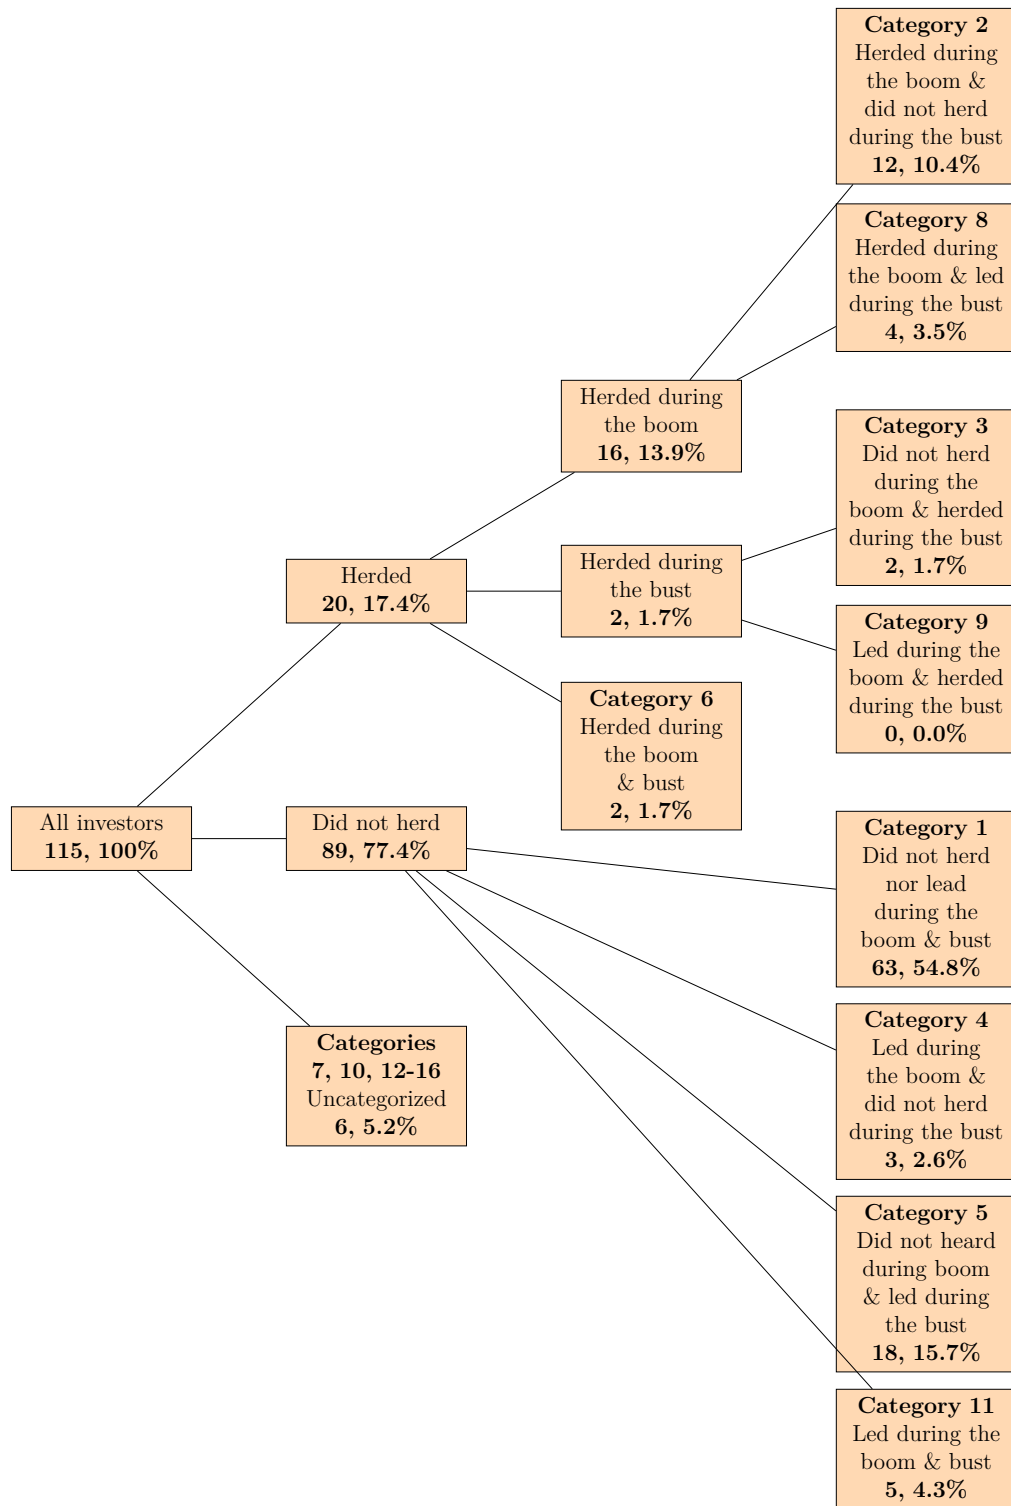 Category 2
Herded during
the boom &
did not herd
during the bust
12, 10.4%
Category 8
Herded during
the boom & led
during the bust
4, 3.5%
Herded during
the boom
16, 13.9%
Category 3
Did not herd
during the
boom & herded
during the bust
2, 1.7%
Herded
20, 17.4%
Herded during
the bust
2, 1.7%
Category 9
Led during the
boom & herded
during the bust
0, 0.0%
Category 6
Herded during
the boom
& bust
2, 1.7%
All investors
115, 100%
Did not herd
89, 77.4%
Category 1
Did not herd
nor lead
during the
boom & bust
63, 54.8%
Categories
7, 10, 12-16
Uncategorized
6, 5.2%
Category 4
Led during
the boom &
did not herd
during the bust
3, 2.6%
Category 5
Did not heard
during boom
& led during
the bust
18, 15.7%
Category 11
Led during the
boom & bust
5, 4.3%